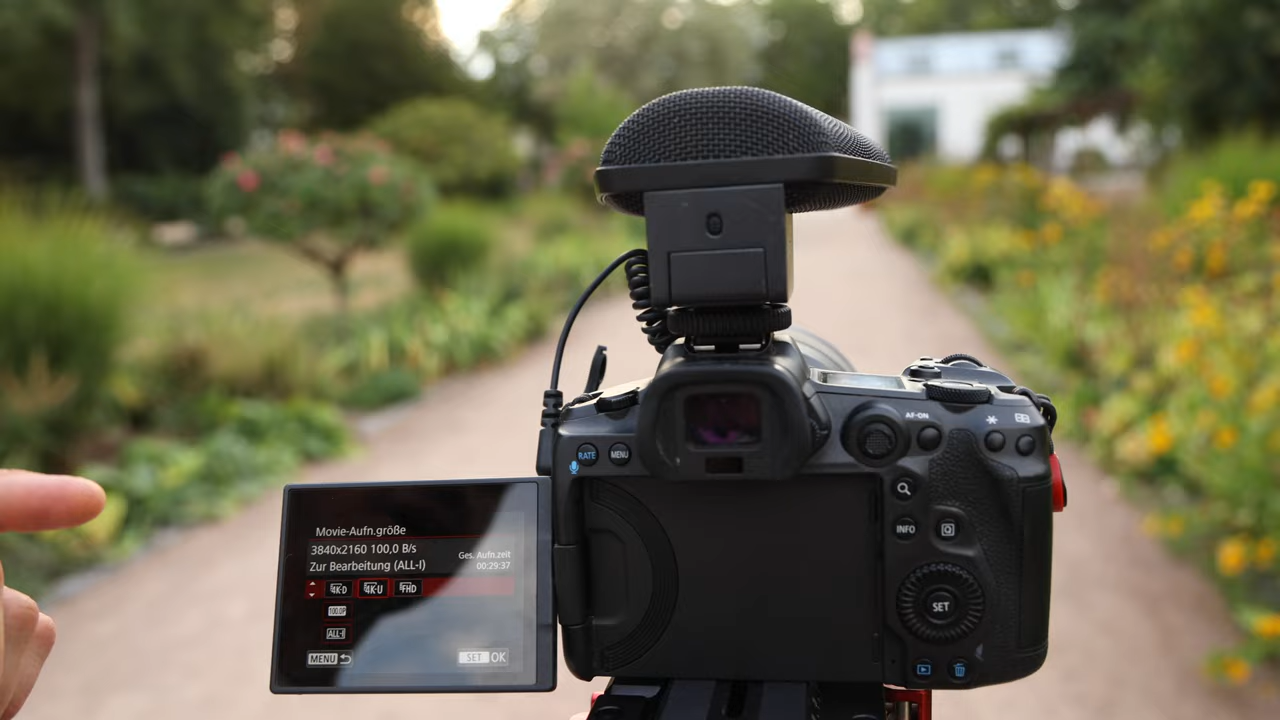 AF-ON
RATE
MENU
INFO
Q
SET
Movie-Aufn.größe
3840x2160 100,0 B/s
Zur Bearbeitung (ALL-I)
Ges. Aufn.zeit
00:29:37
4K-D 4K-U FHD
100.0P
ALL-I
MENU
SET OK